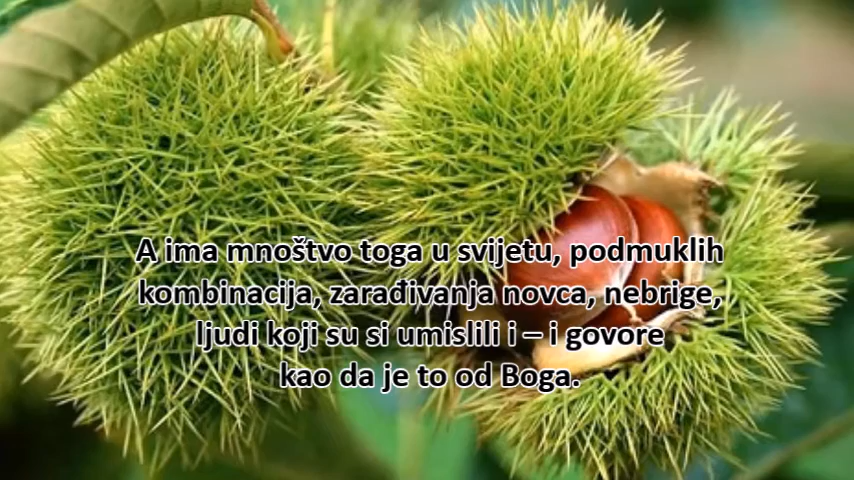 A ima mnoštvo toga u svijetu, podmuklih
kombinacija, zarađivanja novca, nebrige,
ljudi koji su si umislili i – i govore
kao da je to od Boga.